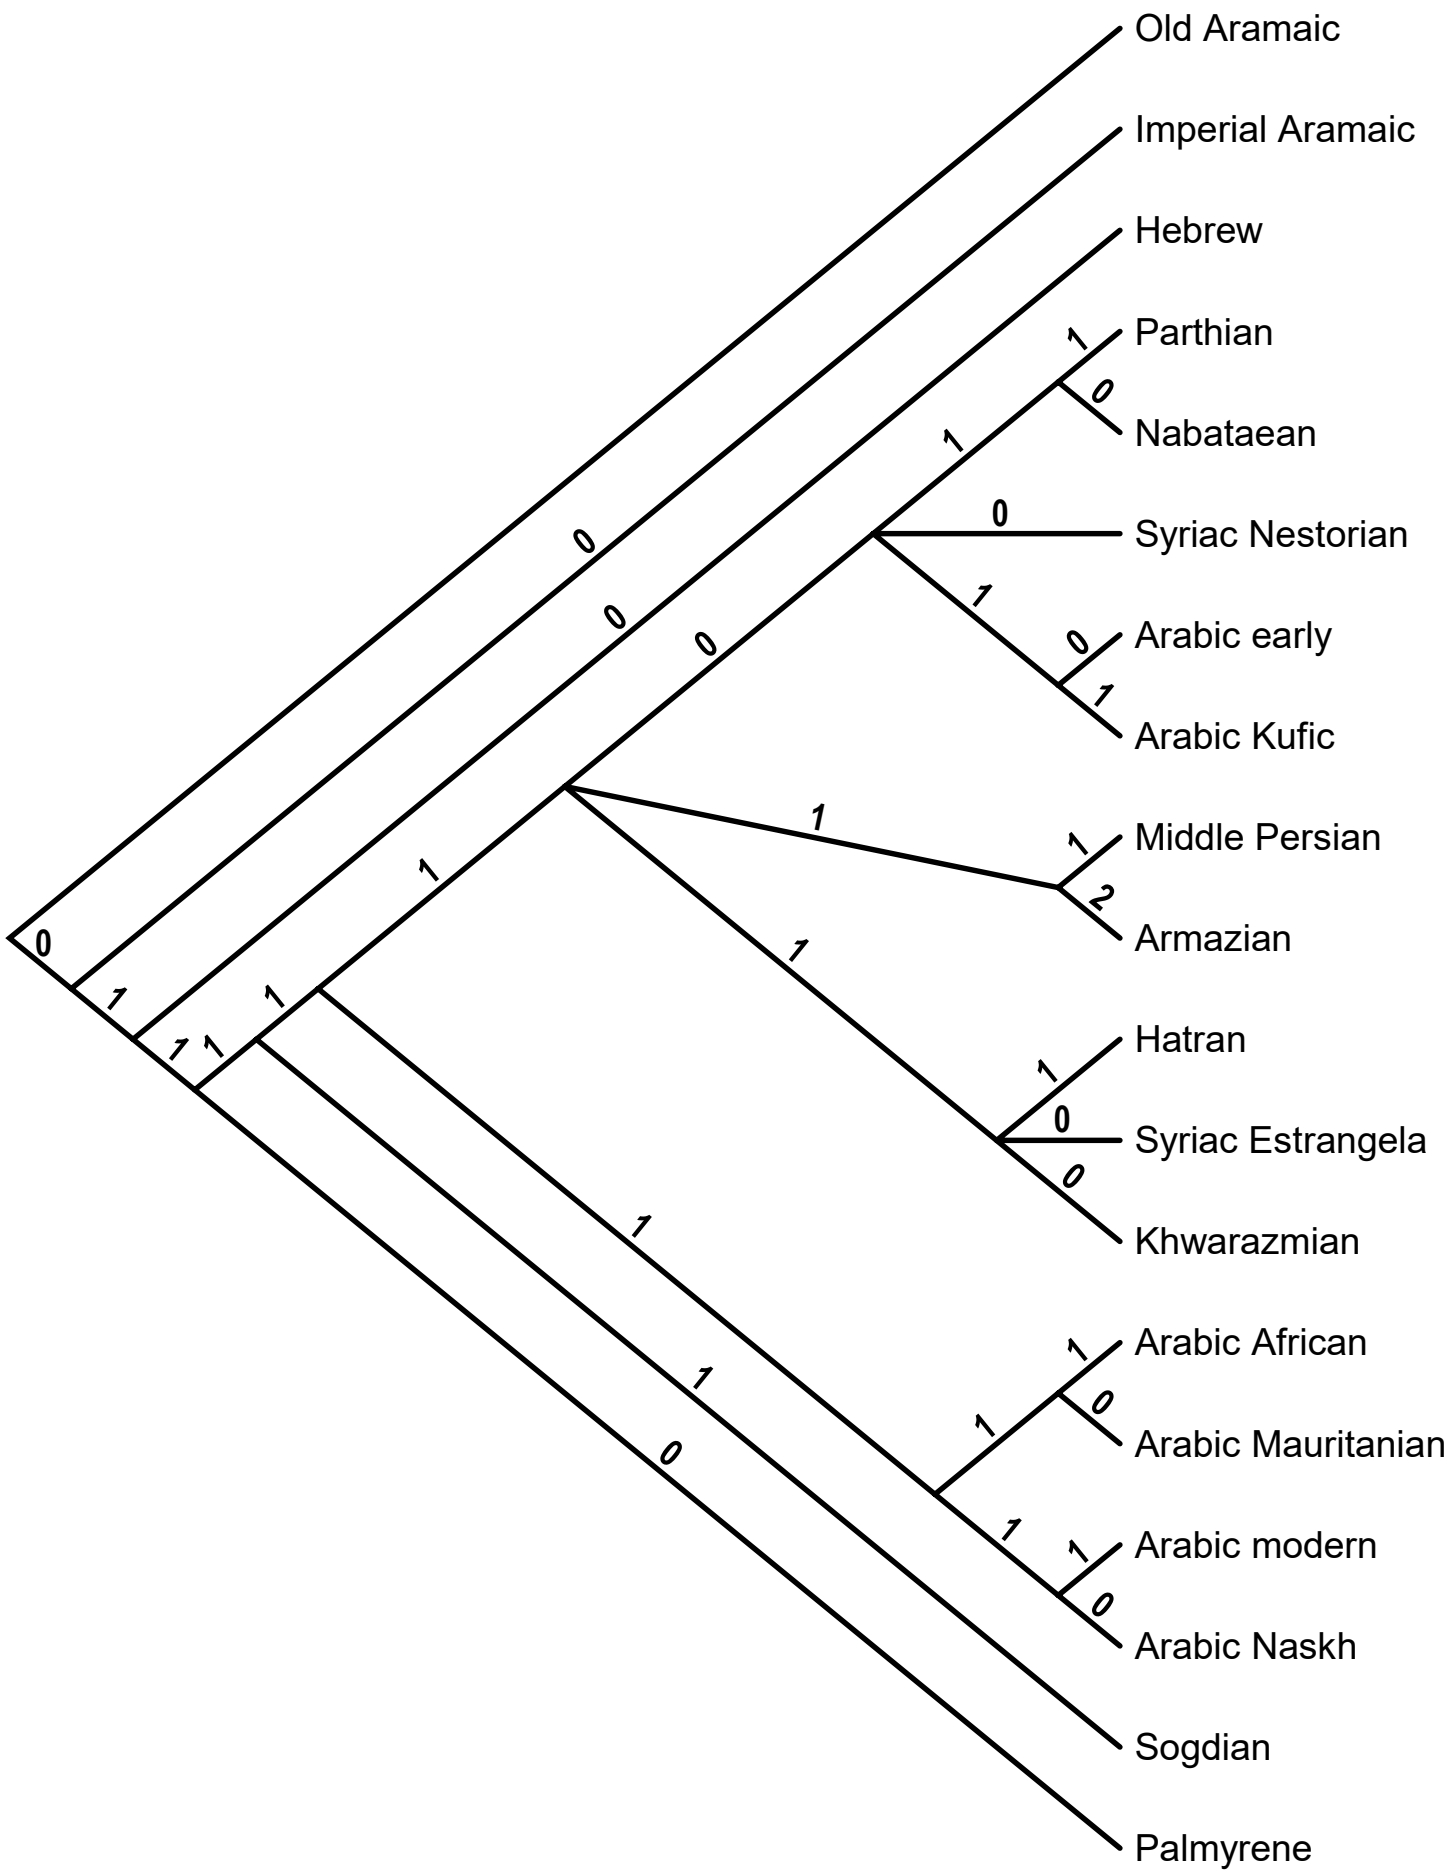 Old Aramaic
Imperial Aramaic
Hebrew
1 Parthian
0
1 Nabataean
0 Syriac Nestorian
0
1
0
0 Arabic early
0
1 Arabic Kufic
1
1 Middle Persian
1
2
0 Armazian
1
1
1
1 1 Hatran
1
0 Syriac Estrangela
0
1 Khwarazmian
1 Arabic African
1
0
1 Arabic Mauritanian
0
1
1 Arabic modern
0
Arabic Naskh
Sogdian
Palmyrene